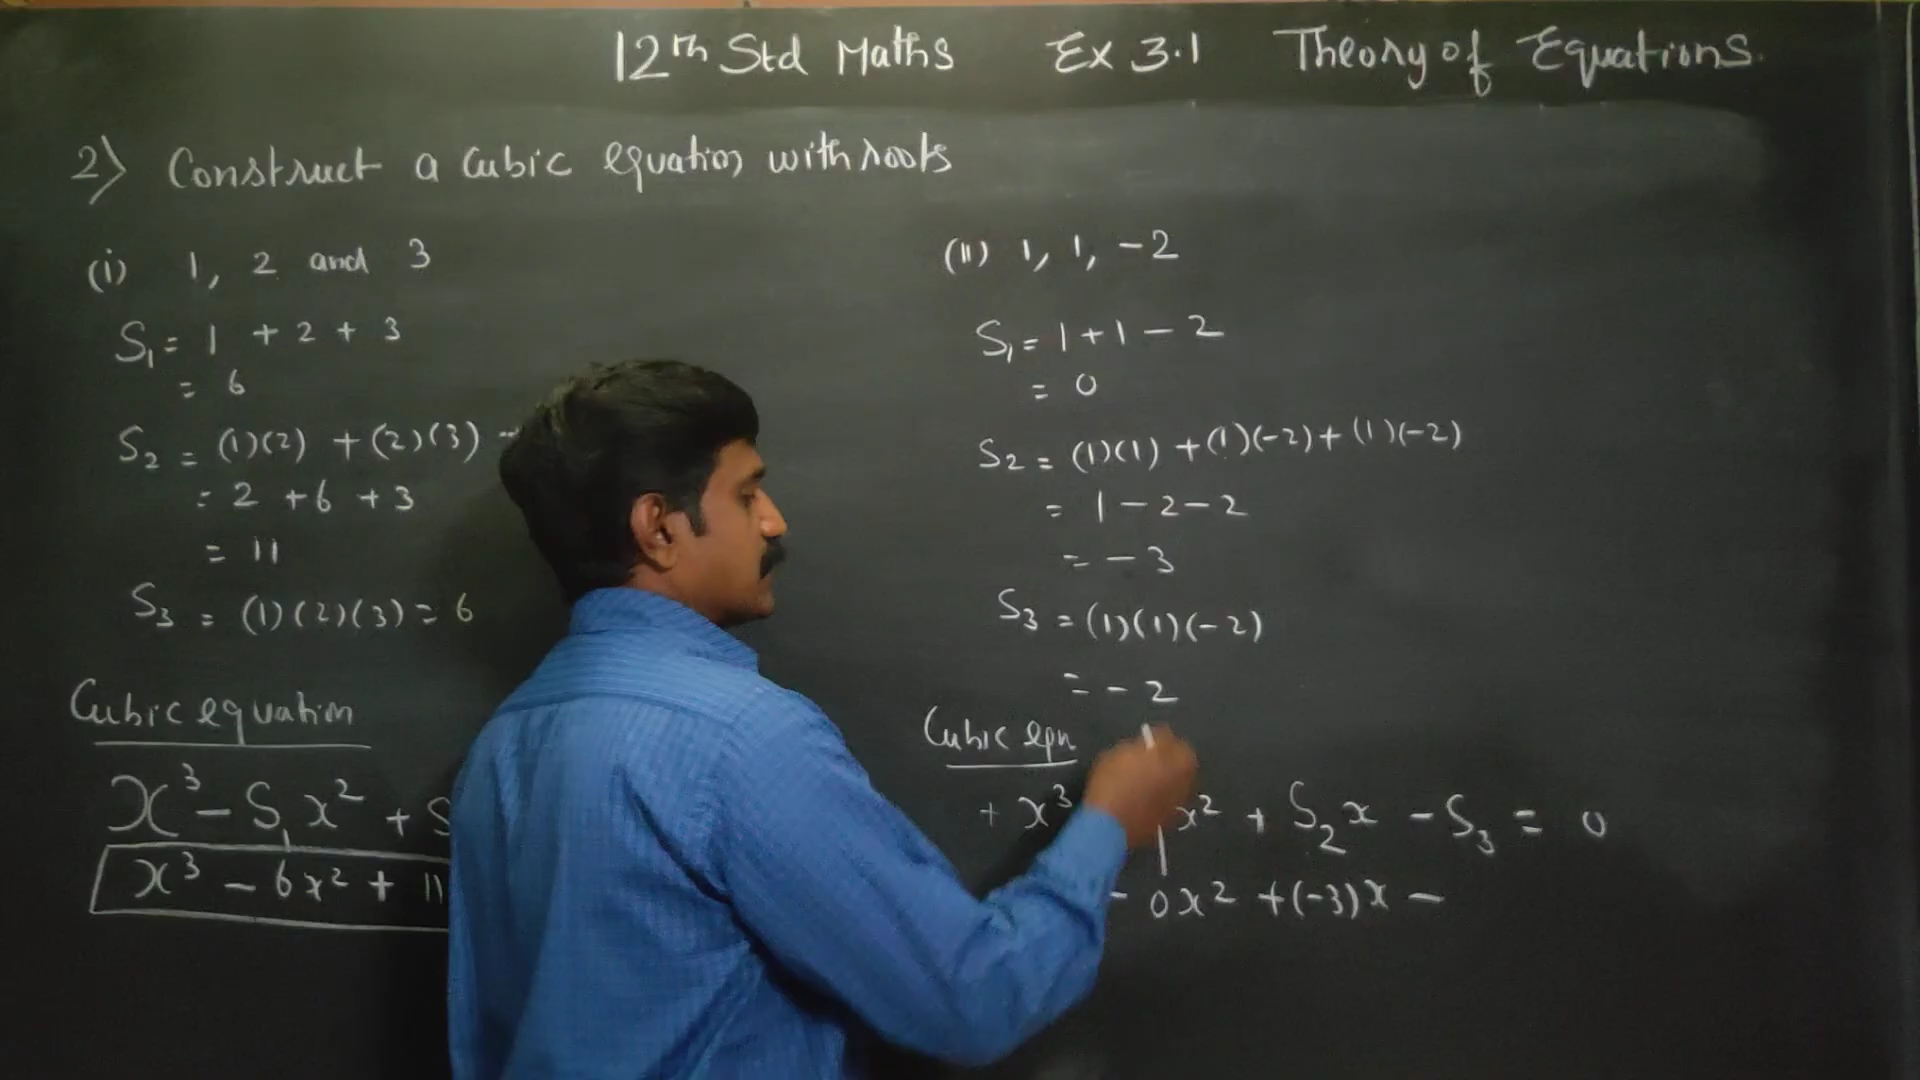 12th Std Maths Ex 3.1 Theory of Equations.
2) Construct a cubic equation with roots
(i) 1, 2 and 3
S₁ = 1 + 2 + 3
= 6
S₂ = (1)(2) + (2)(3)
= 2 + 6 + 3
= 11
S₃ = (1)(2)(3) = 6
Cubic equation
x³ - S₁x² +
x³ - 6x² + 11
(ii) 1, 1, -2
S₁ = 1 + 1 - 2
= 0
S₂ = (1)(1) + (1)(-2) + (1)(-2)
= 1 - 2 - 2
= - 3
S₃ = (1)(1)(-2)
= - 2
Cubic eqn
+ x³ x² + S₂x - S₃ = 0
- 0x² + (-3)x -